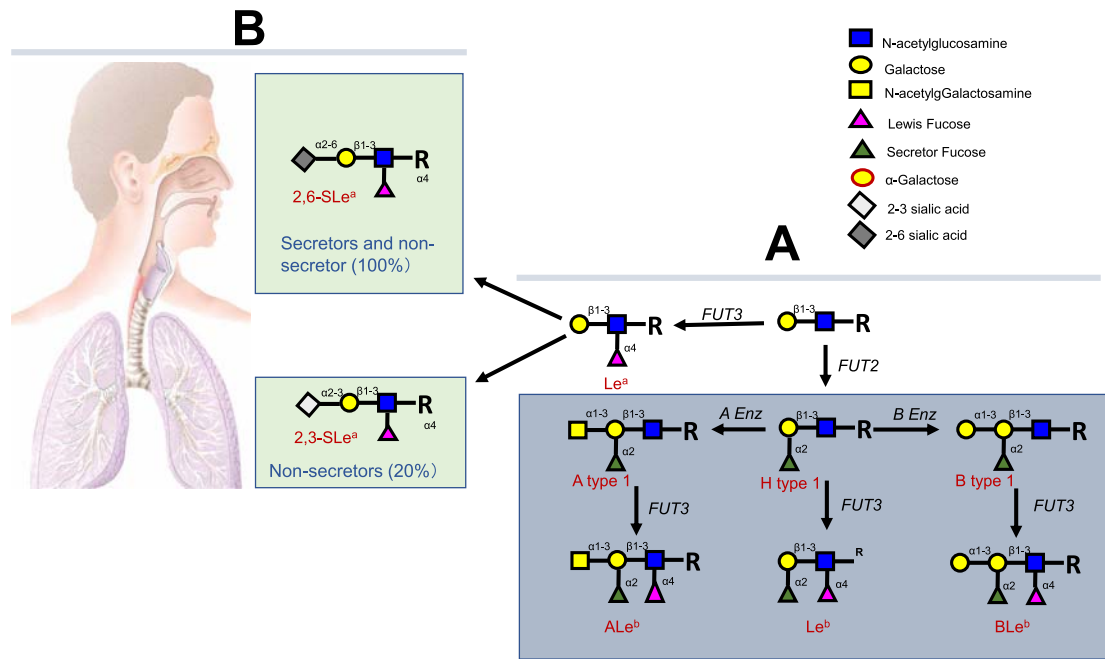 B
N-acetylglucosamine
Galactose
N-acetylgGalactosamine
Lewis Fucose
Secretor Fucose
α-Galactose
2-3 sialic acid
2-6 sialic acid
α2-6 β1-3 R
α4
2,6-SLeᵃ
Secretors and non-
secretor (100%)
A
β1-3 R
α4
Leᵃ
FUT3
β1-3 R
FUT2
α2-3 β1-3 R
α4
2,3-SLeᵃ
Non-secretors (20%)
α1-3 β1-3 R
α2
A type 1
A Enz
β1-3 R
α2
H type 1
B Enz
α1-3 β1-3 R
α2
B type 1
FUT3
FUT3
FUT3
α1-3 β1-3 R
α2 α4
ALeᵇ
β1-3 R
α2 α4
Leᵇ
α1-3 β1-3 R
α2 α4
BLeᵇ